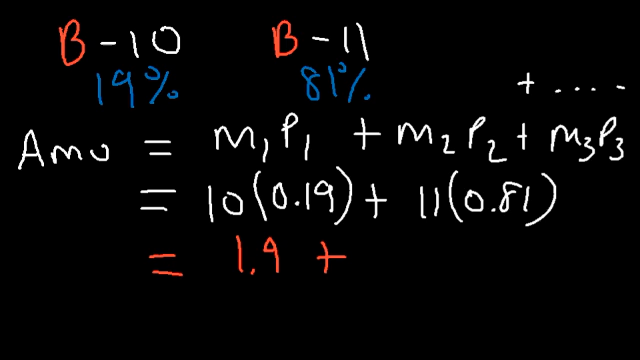 B-10 B-11
19% 81%
+ ....
Amu = m₁P₁ + m₂P₂ + m₃P₃
= 10(0.19) + 11(0.81)
= 1.9 +